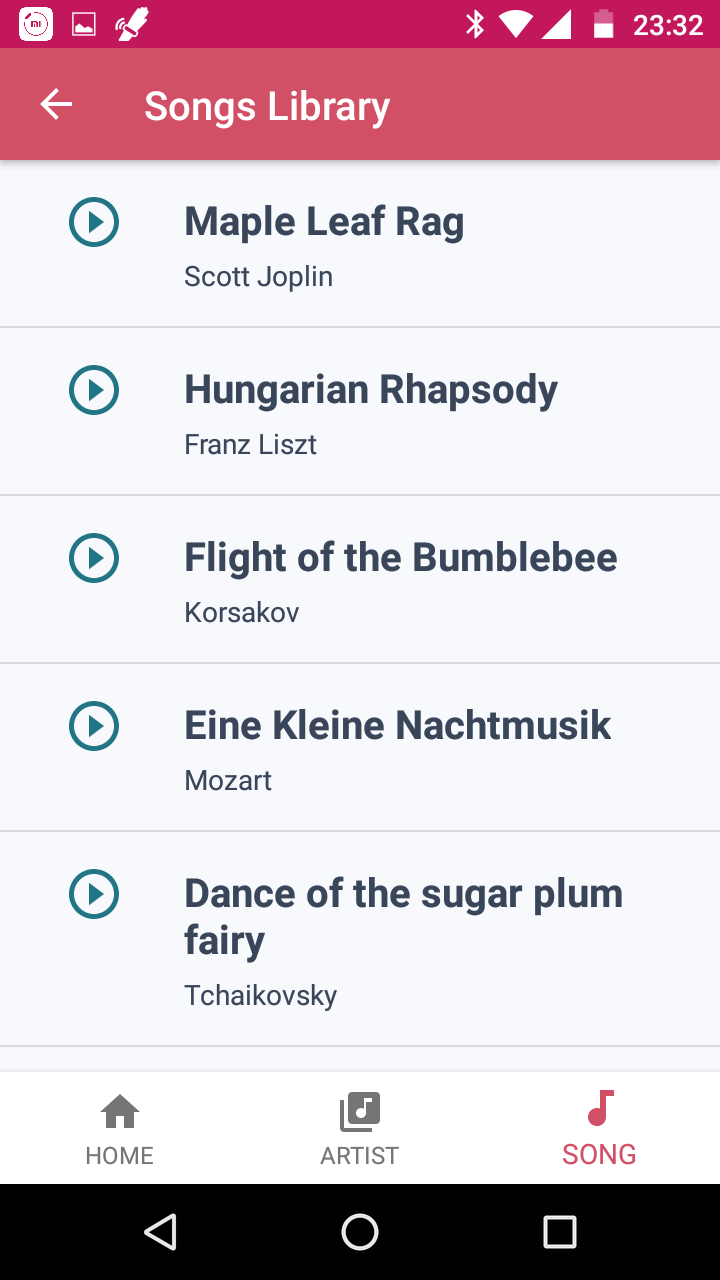 23:32
Songs Library
Maple Leaf Rag
Scott Joplin
Hungarian Rhapsody
Franz Liszt
Flight of the Bumblebee
Korsakov
Eine Kleine Nachtmusik
Mozart
Dance of the sugar plum
fairy
Tchaikovsky
HOME
ARTIST
SONG